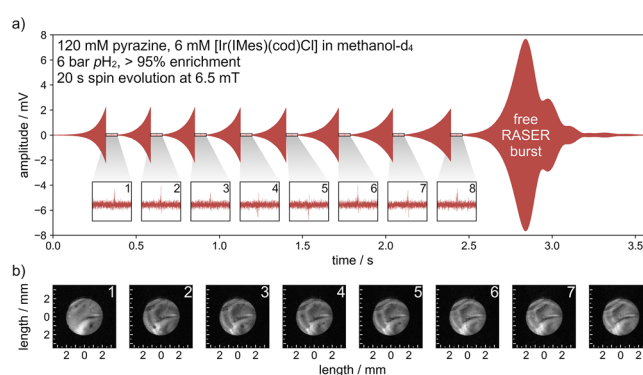 a)
120 mM pyrazine, 6 mM [Ir(IMes)(cod)Cl] in methanol-d₄
6 bar pH₂, > 95% enrichment
20 s spin evolution at 6.5 mT
free
RASER
burst
8
6
4
2
0
−2
−4
−6
−8
amplitude / mV
1 2 3 4 5 6 7 8
0.0 0.5 1.0 1.5 2.0 2.5 3.0 3.5
time / s
b)
1 2 3 4 5 6 7
length / mm
2
0
2
2 0 2 2 0 2 2 0 2 2 0 2 2 0 2 2 0 2 2 0 2 2 0 2
length / mm